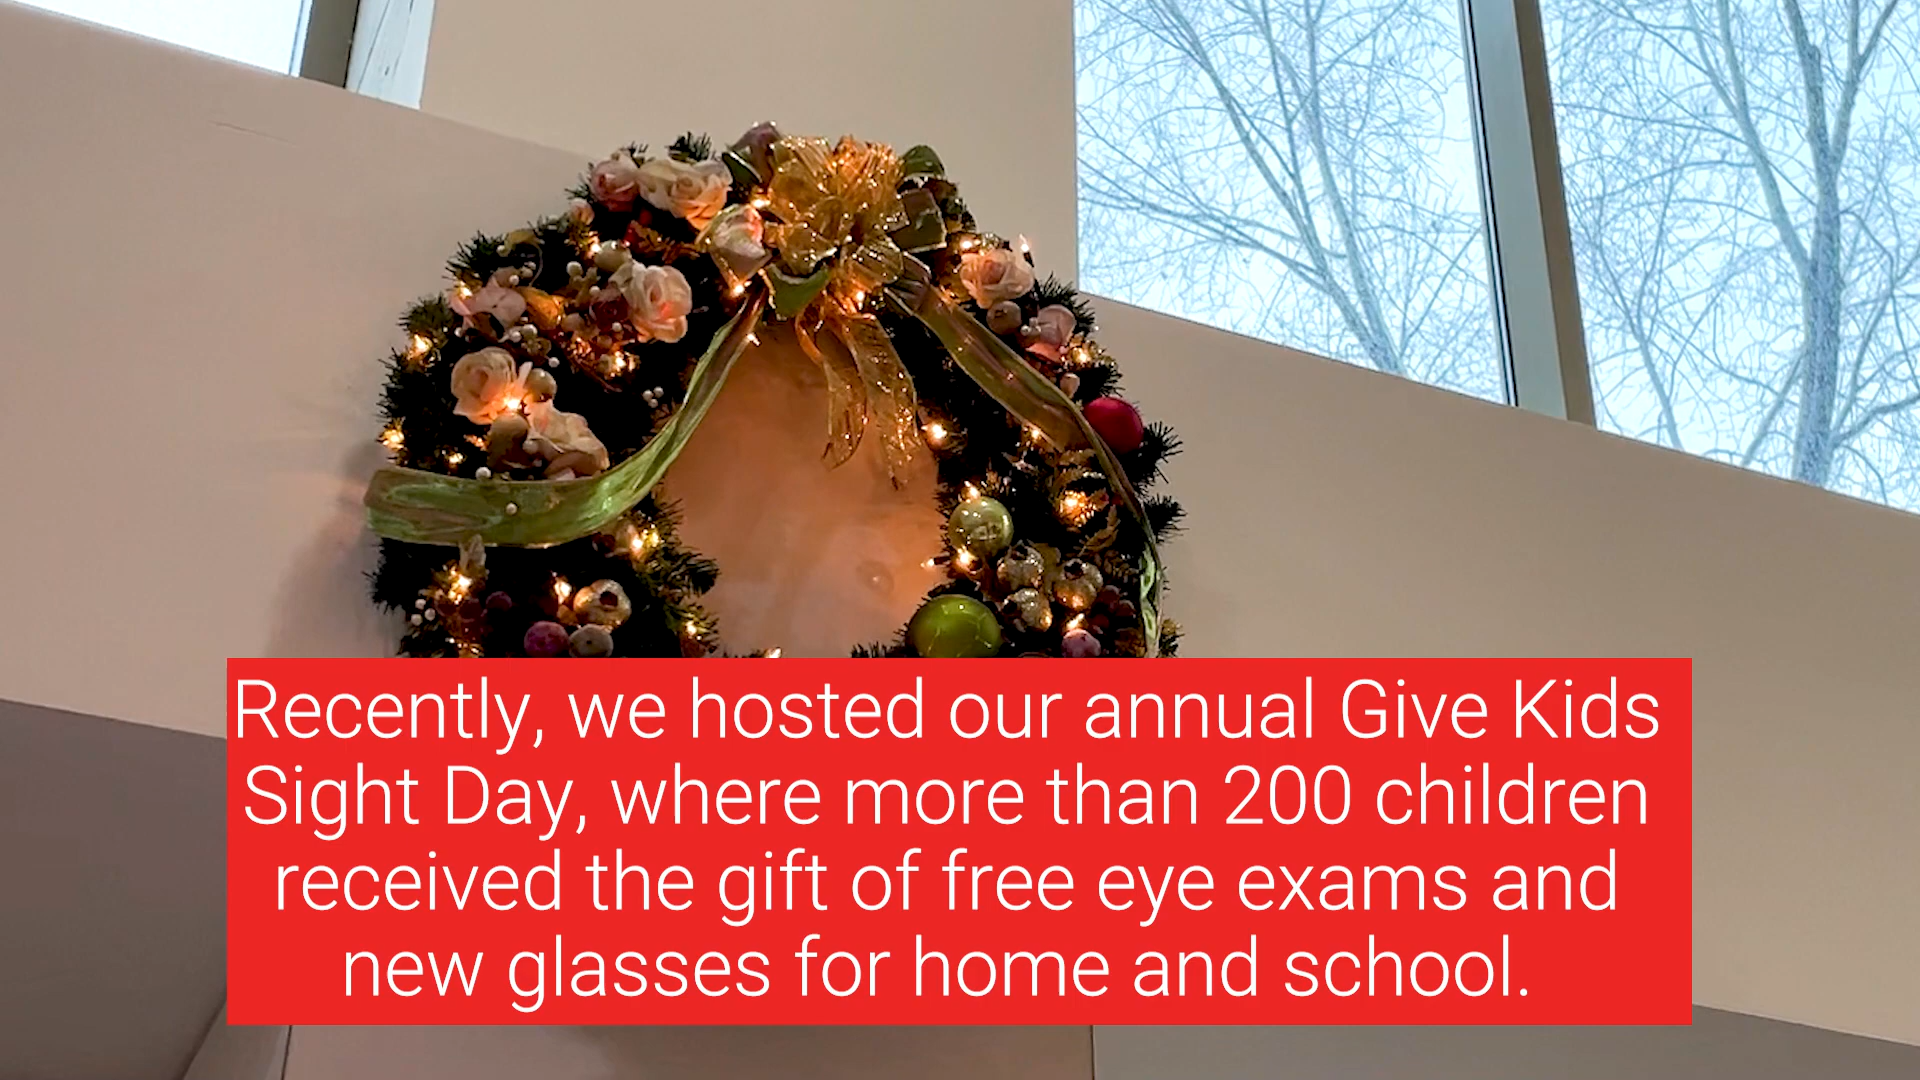 Recently, we hosted our annual Give Kids
Sight Day, where more than 200 children
received the gift of free eye exams and
new glasses for home and school.